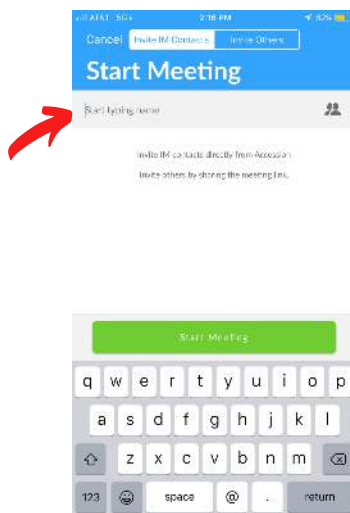 AT&T 5G 2:16 PM 82%
Cancel Invite IM Contacts Invite Others
Start Meeting
Start typing name
Invite IM contacts directly from Accession
Invite others by sharing the meeting link.
Start Meeting
q w e r t y u i o p
a s d f g h j k l
z x c v b n m
123 space @ . return